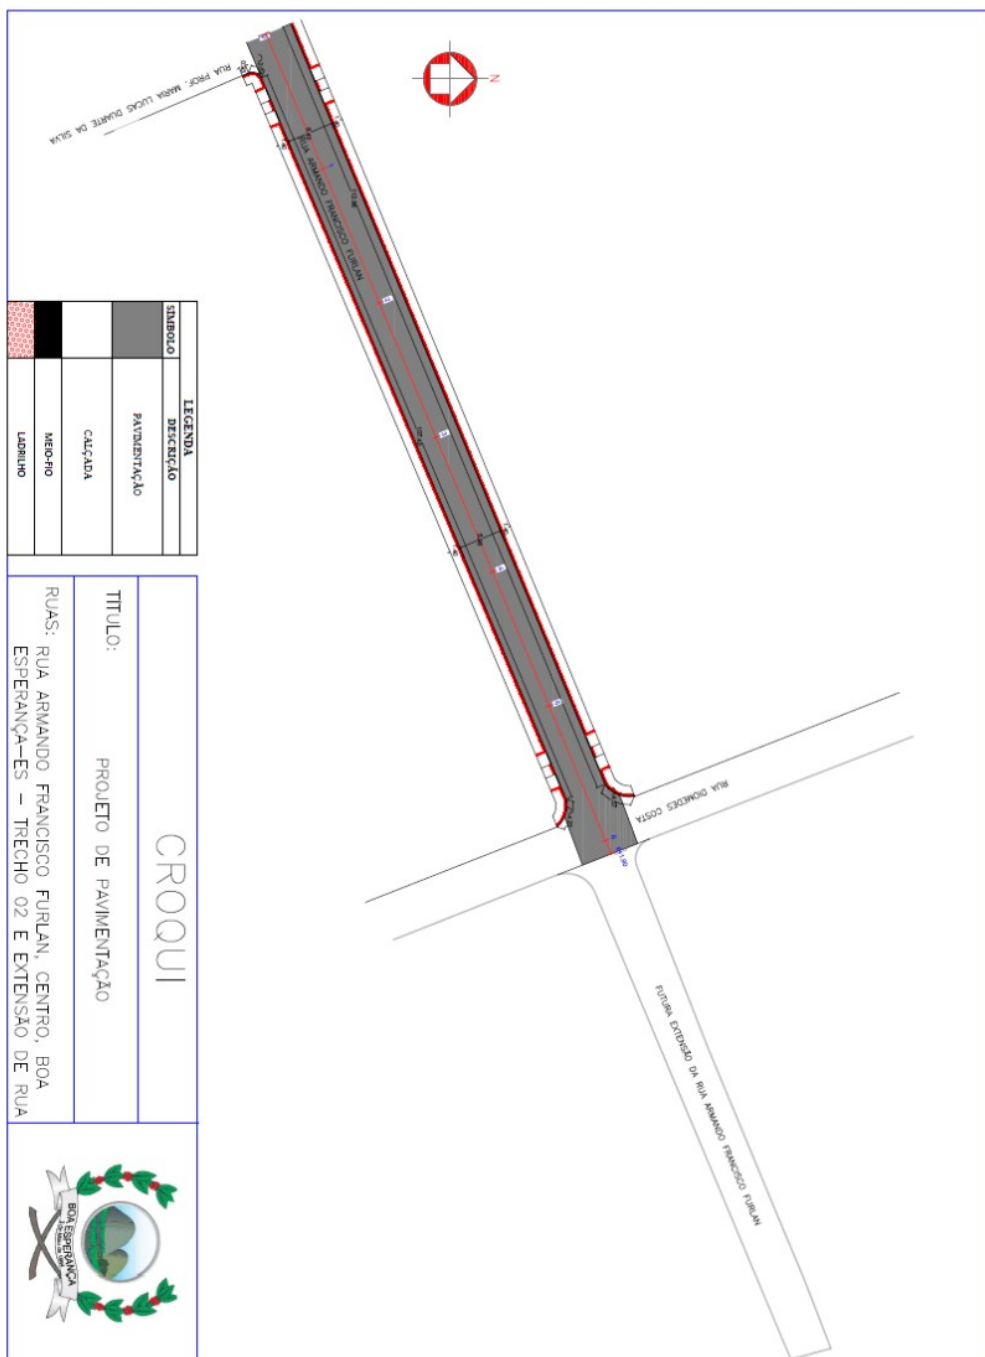 N
RUA PROF. MARIA LUCAS DUARTE DA SILVA
RUA ARMANDO FRANCISCO FURLAN
RUA DIOMEDES COSTA
FUTURA EXTENSÃO DA RUA ARMANDO FRANCISCO FURLAN
LEGENDA
SÍMBOLO DESCRIÇÃO
PAVIMENTAÇÃO
CALÇADA
MEIO-FIO
LADRILHO
CROQUI
TÍTULO: PROJETO DE PAVIMENTAÇÃO
RUAS: RUA ARMANDO FRANCISCO FURLAN, CENTRO, BOA
ESPERANÇA-ES - TRECHO 02 E EXTENSÃO DE RUA
BOA ESPERANÇA